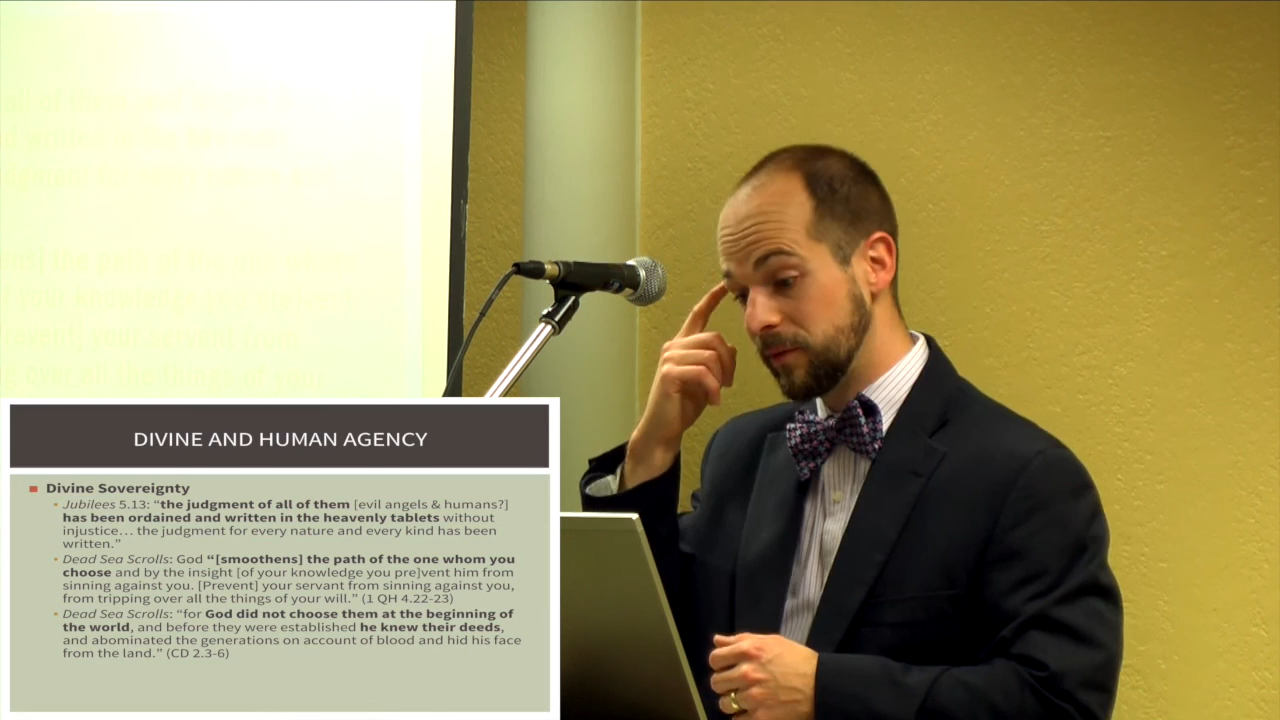 DIVINE AND HUMAN AGENCY
Divine Sovereignty
Jubilees 5.13: “the judgment of all of them [evil angels & humans?]
has been ordained and written in the heavenly tablets without
injustice… the judgment for every nature and every kind has been
written.”
Dead Sea Scrolls: God “[smoothens] the path of the one whom you
choose and by the insight [of your knowledge you pre]vent him from
sinning against you. [Prevent] your servant from sinning against you,
from tripping over all the things of your will.” (1 QH 4.22-23)
Dead Sea Scrolls: “for God did not choose them at the beginning of
the world, and before they were established he knew their deeds,
and abominated the generations on account of blood and hid his face
from the land.” (CD 2.3-6)